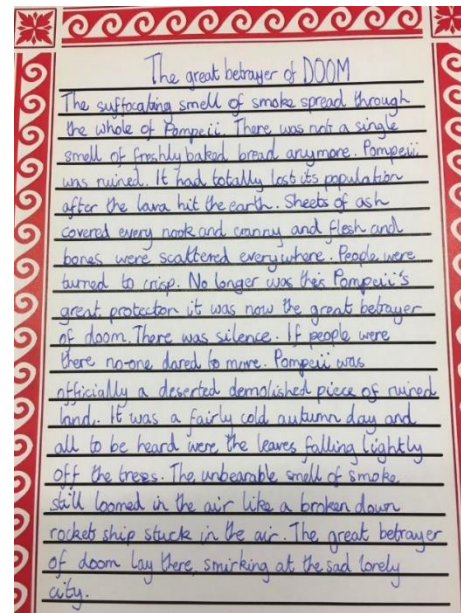 The great betrayer of DOOM
The suffocating smell of smoke spread through
the whole of Pompeii. There was not a single
smell of freshly baked bread anymore. Pompeii
was ruined. It had totally lost its population
after the lava hit the earth. Sheets of ash
covered every nook and cranny and flesh and
bones were scattered everywhere. People were
turned to crisp. No longer was this Pompeii's
great protector it was now the great betrayer
of doom. There was silence. If people were
there no-one dared to move. Pompeii was
officially a deserted demolished piece of ruined
land,. It was a fairly cold autumn day and
all to be heard were the leaves falling lightly
off the trees. The unbearable smell of smoke
still loomed in the air like a broken down
rockets ship stuck in the air. The great betrayer
of doom lay there, smirking at the sad lonely
city.